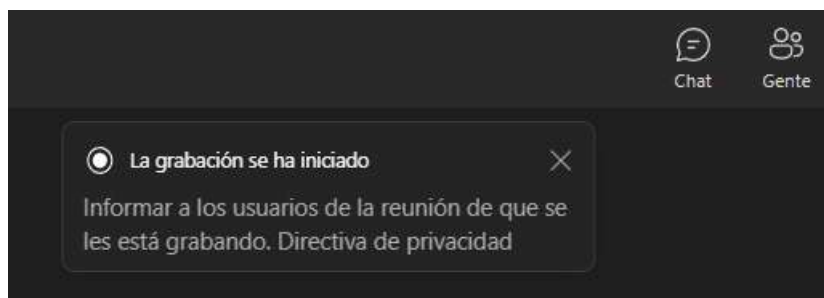 Chat
Gente
La grabación se ha iniciado
Informar a los usuarios de la reunión de que se
les está grabando. Directiva de privacidad